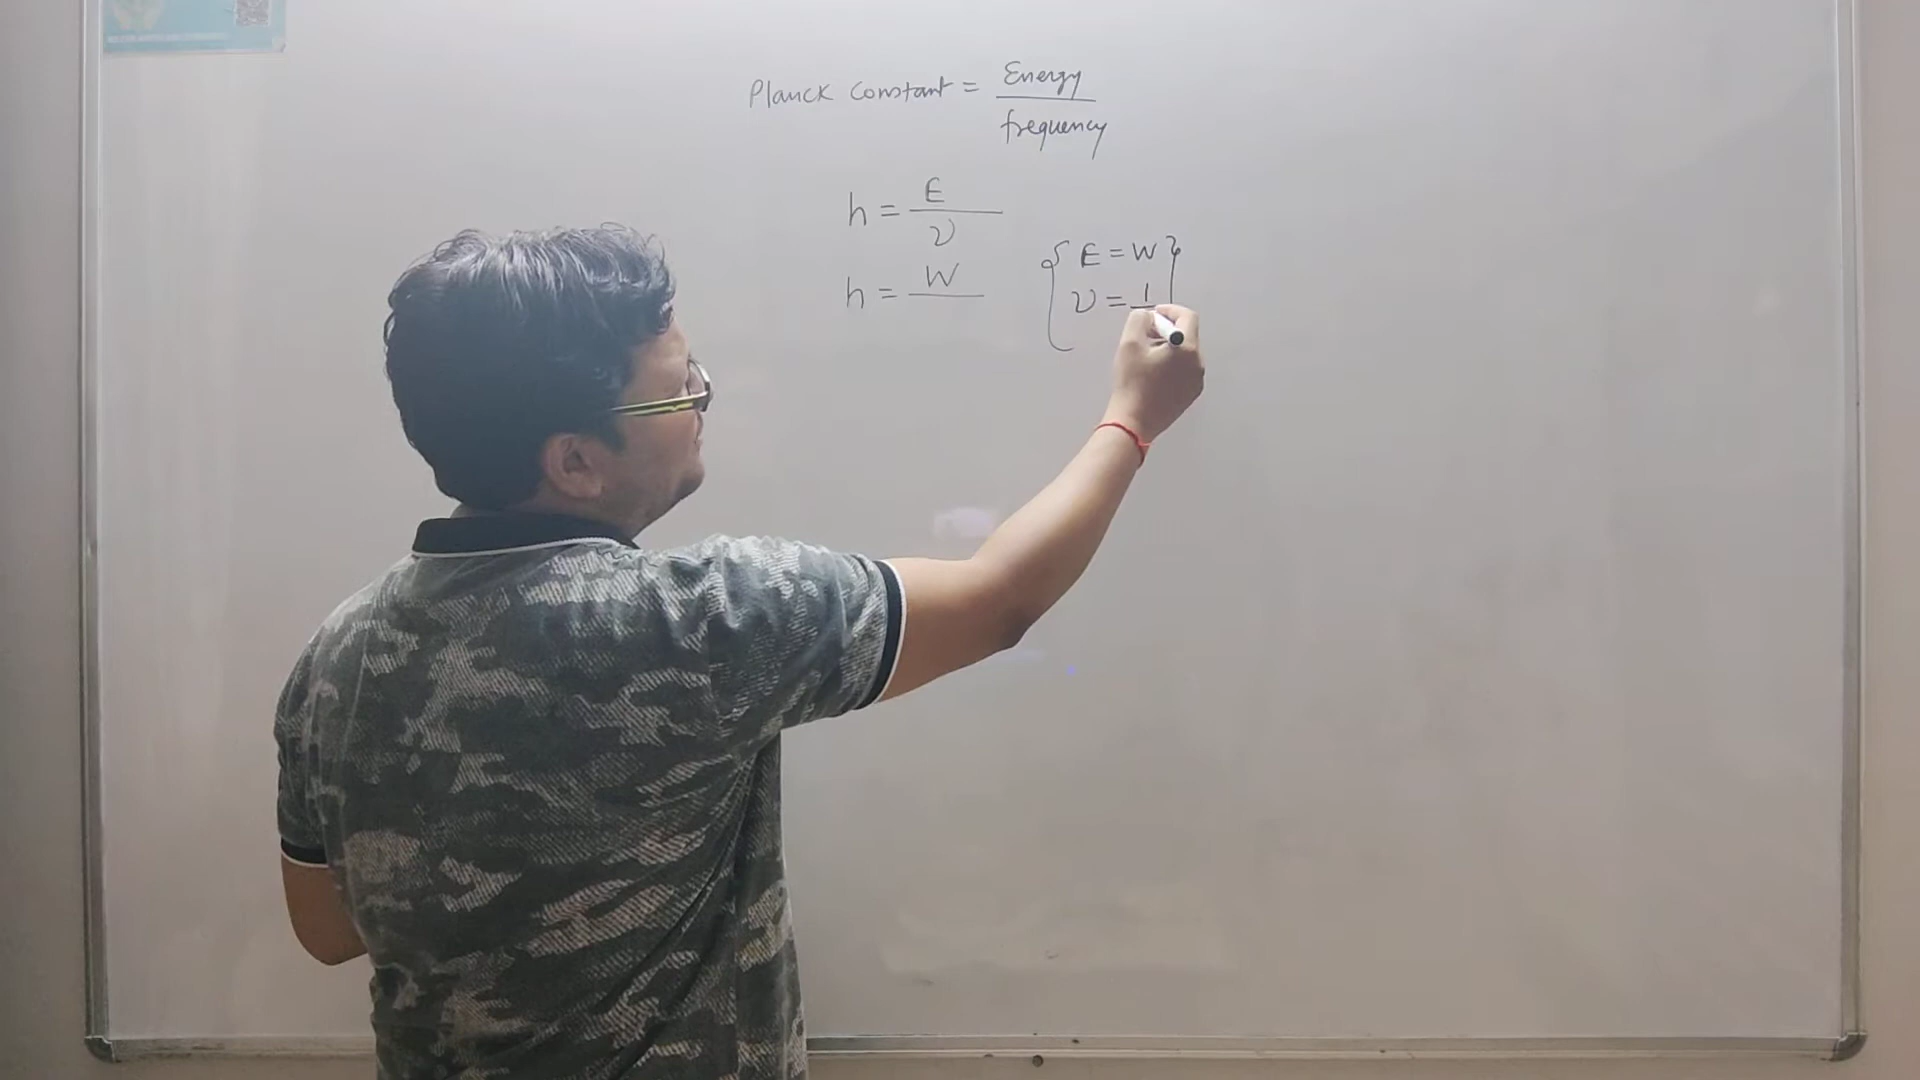 Planck Constant = Energy / frequency
h = E / ν
h = W /
{ E = W }
ν = 1 /